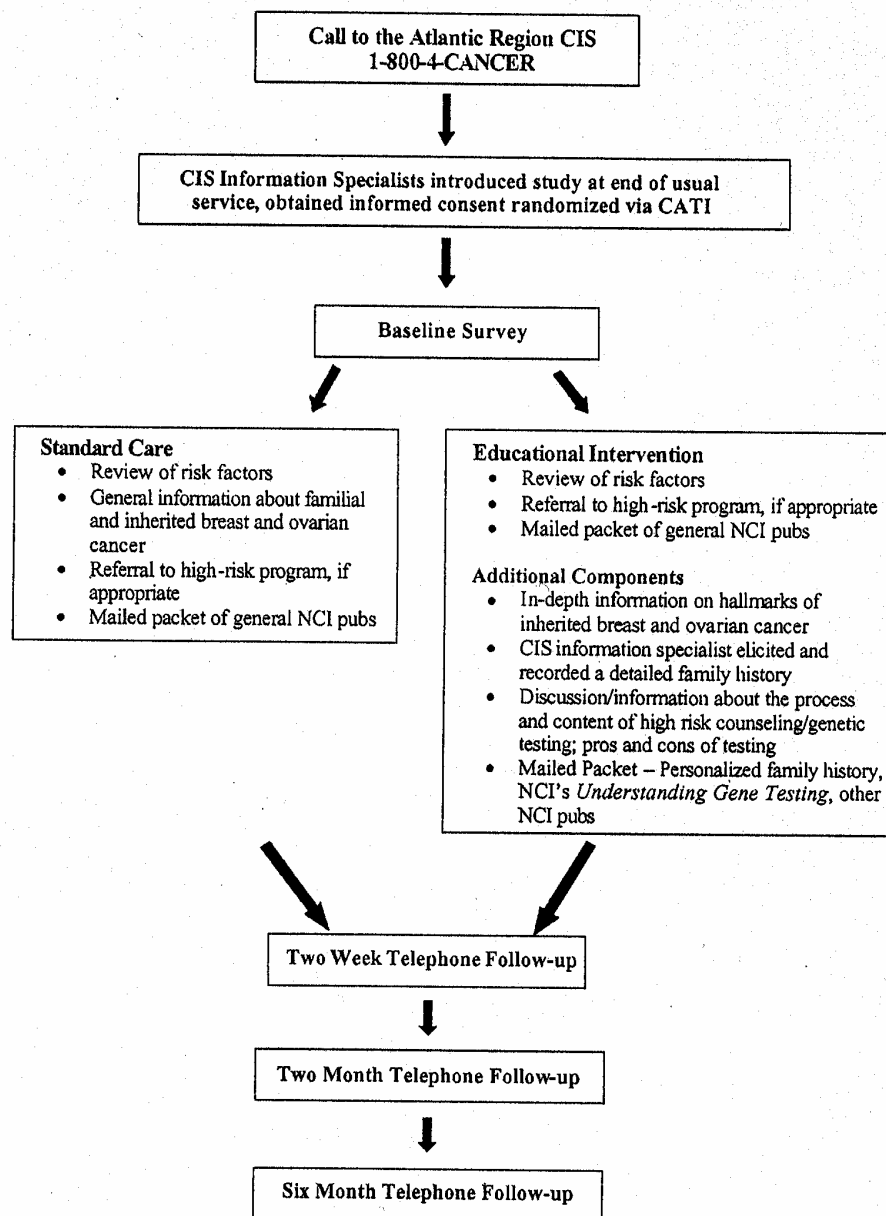 Call to the Atlantic Region CIS
1-800-4-CANCER
CIS Information Specialists introduced study at end of usual
service, obtained informed consent randomized via CATI
Baseline Survey
Standard Care
• Review of risk factors
• General information about familial
and inherited breast and ovarian
cancer
• Referral to high-risk program, if
appropriate
• Mailed packet of general NCI pubs
Educational Intervention
• Review of risk factors
• Referral to high-risk program, if appropriate
• Mailed packet of general NCI pubs
Additional Components
• In-depth information on hallmarks of
inherited breast and ovarian cancer
• CIS information specialist elicited and
recorded a detailed family history
• Discussion/information about the process
and content of high risk counseling/genetic
testing; pros and cons of testing
• Mailed Packet – Personalized family history,
NCI's Understanding Gene Testing, other
NCI pubs
Two Week Telephone Follow-up
Two Month Telephone Follow-up
Six Month Telephone Follow-up